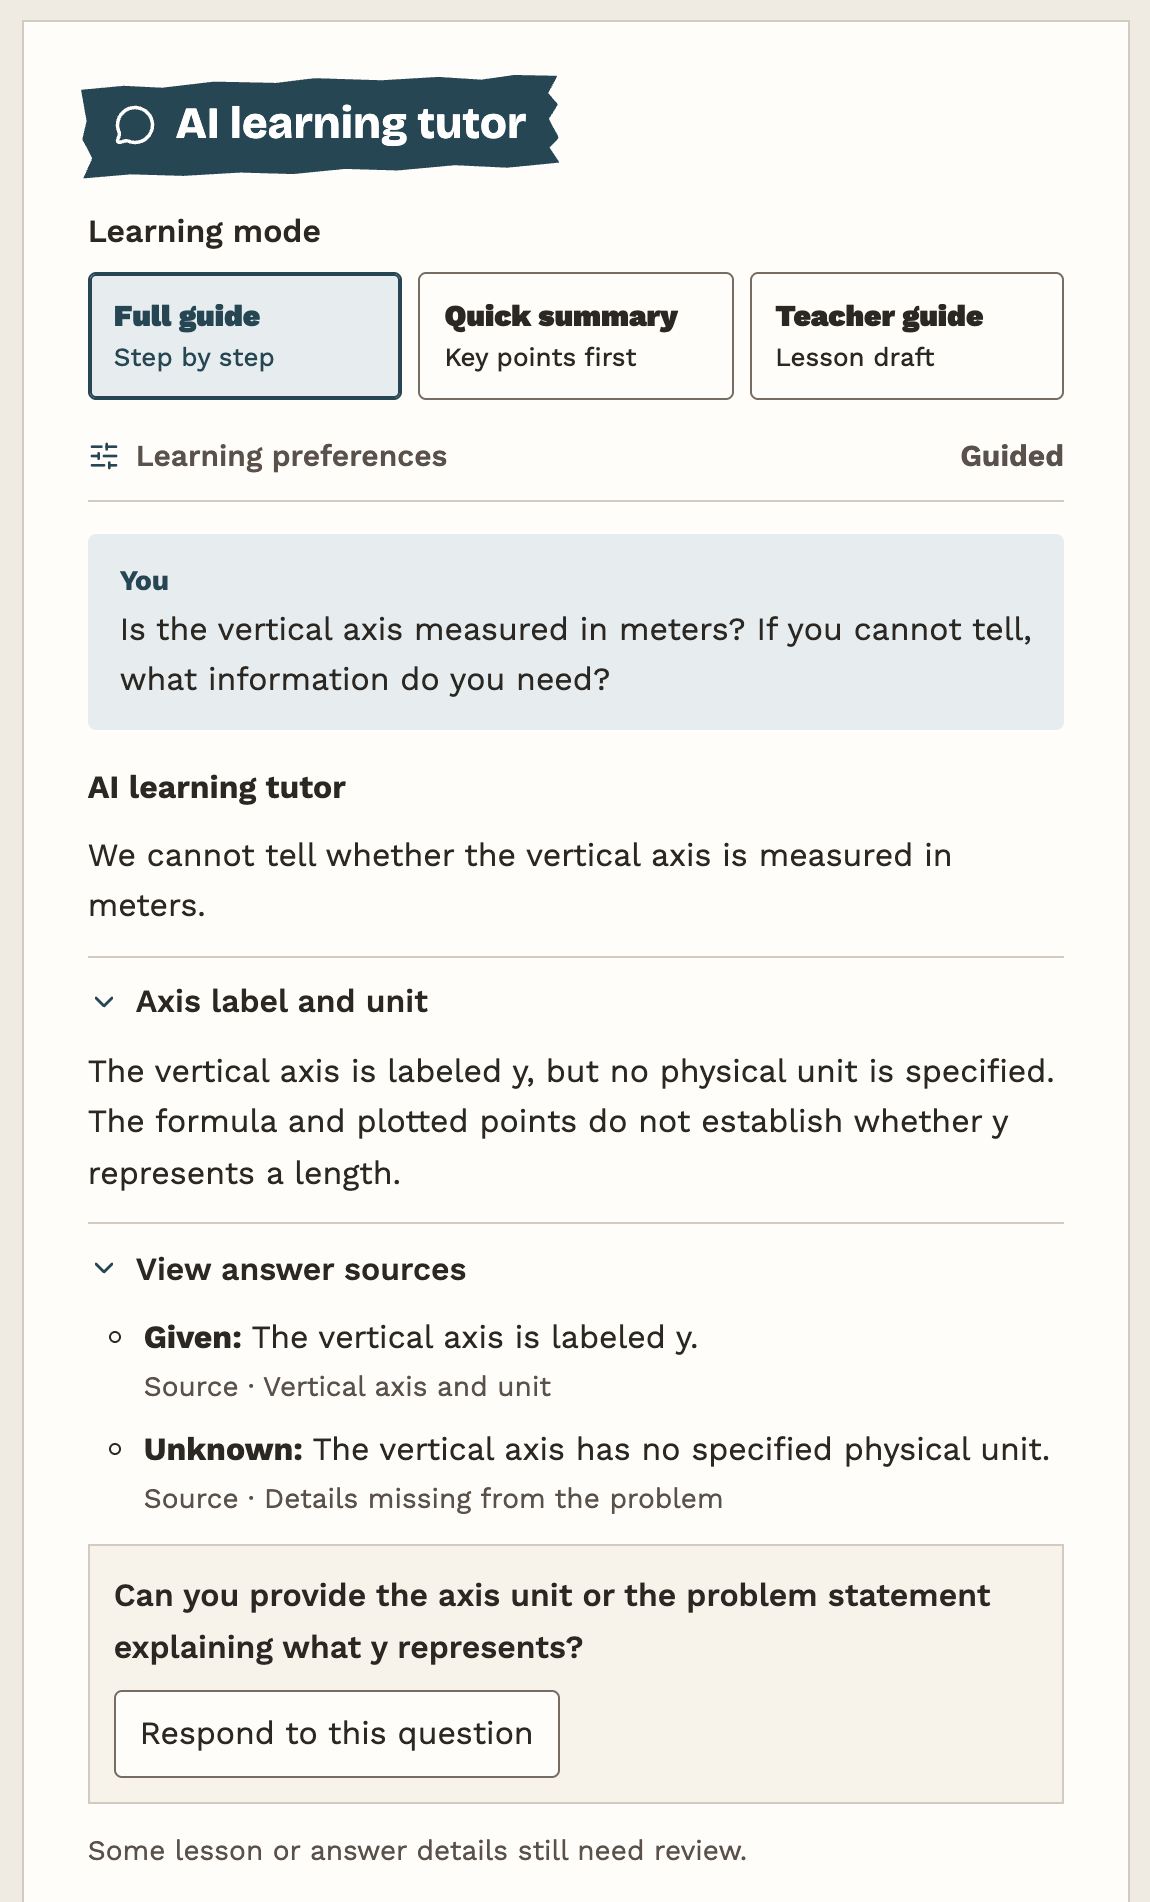 AI learning tutor
Learning mode
Full guide
Step by step
Quick summary
Key points first
Teacher guide
Lesson draft
Learning preferences
Guided
You
Is the vertical axis measured in meters? If you cannot tell,
what information do you need?
AI learning tutor
We cannot tell whether the vertical axis is measured in
meters.
Axis label and unit
The vertical axis is labeled y, but no physical unit is specified.
The formula and plotted points do not establish whether y
represents a length.
View answer sources
Given: The vertical axis is labeled y.
Source · Vertical axis and unit
Unknown: The vertical axis has no specified physical unit.
Source · Details missing from the problem
Can you provide the axis unit or the problem statement
explaining what y represents?
Respond to this question
Some lesson or answer details still need review.